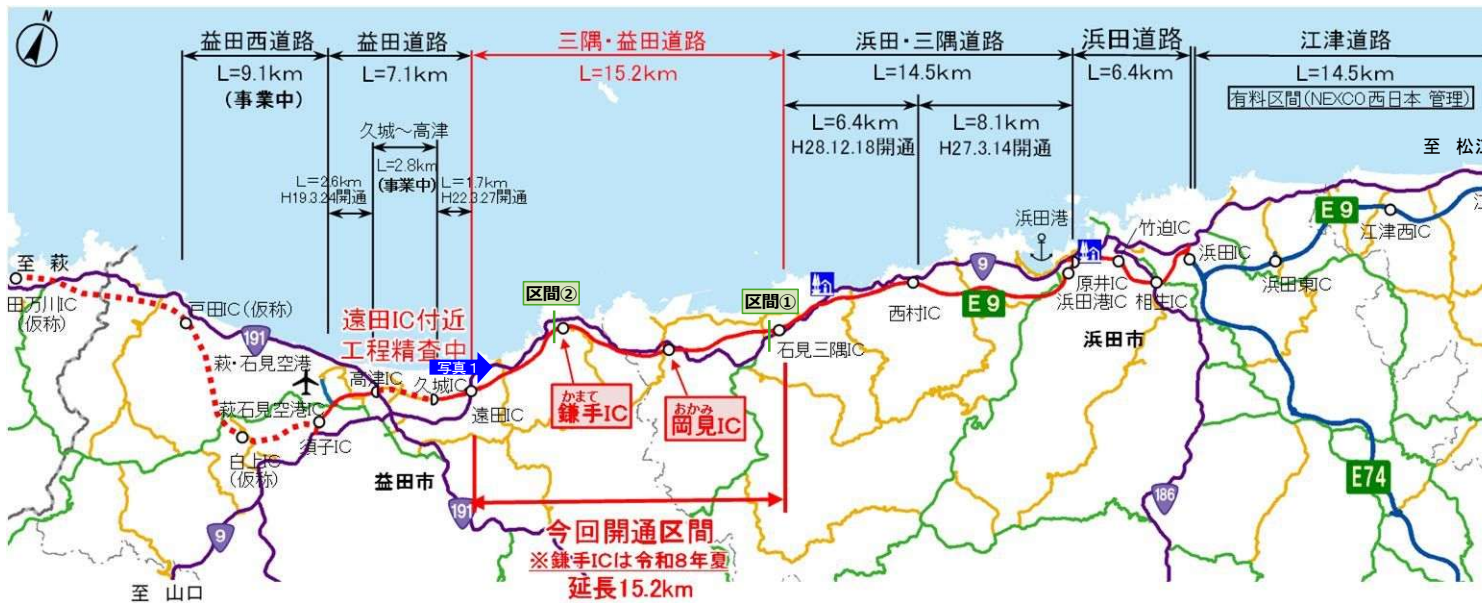 N
益田西道路
L=9.1km
(事業中)
益田道路
L=7.1km
三隅・益田道路
L=15.2km
浜田・三隅道路
L=14.5km
浜田道路
L=6.4km
江津道路
L=14.5km
有料区間(NEXCO西日本 管理)
久城～高津
L=2.8km
(事業中)
L=2.6km
H19.3.24開通
L=1.7km
H22.3.27開通
L=6.4km
H28.12.18開通
L=8.1km
H27.3.14開通
至 松江
至 萩
田万川IC
(仮称)
戸田IC(仮称)
191
萩・石見空港
遠田IC付近
工程精査中
写真1
高津IC
久城IC
遠田IC
萩石見空港IC
須子IC
白上IC
(仮称)
益田市
191
9
至 山口
区間②
かまて
鎌手IC
おかみ
岡見IC
区間①
石見三隅IC
西村IC
9
E9
浜田港
竹迫IC
原井IC
浜田港IC
相生IC
浜田IC
浜田市
E9
浜田東IC
江津西IC
186
E74
今回開通区間
※鎌手ICは令和8年夏
延長15.2km